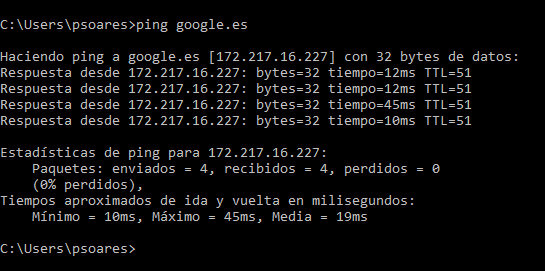 C:\Users\psoares>ping google.es
Haciendo ping a google.es [172.217.16.227] con 32 bytes de datos:
Respuesta desde 172.217.16.227: bytes=32 tiempo=12ms TTL=51
Respuesta desde 172.217.16.227: bytes=32 tiempo=12ms TTL=51
Respuesta desde 172.217.16.227: bytes=32 tiempo=45ms TTL=51
Respuesta desde 172.217.16.227: bytes=32 tiempo=10ms TTL=51
Estadísticas de ping para 172.217.16.227:
Paquetes: enviados = 4, recibidos = 4, perdidos = 0
(0% perdidos),
Tiempos aproximados de ida y vuelta en milisegundos:
Mínimo = 10ms, Máximo = 45ms, Media = 19ms
C:\Users\psoares>